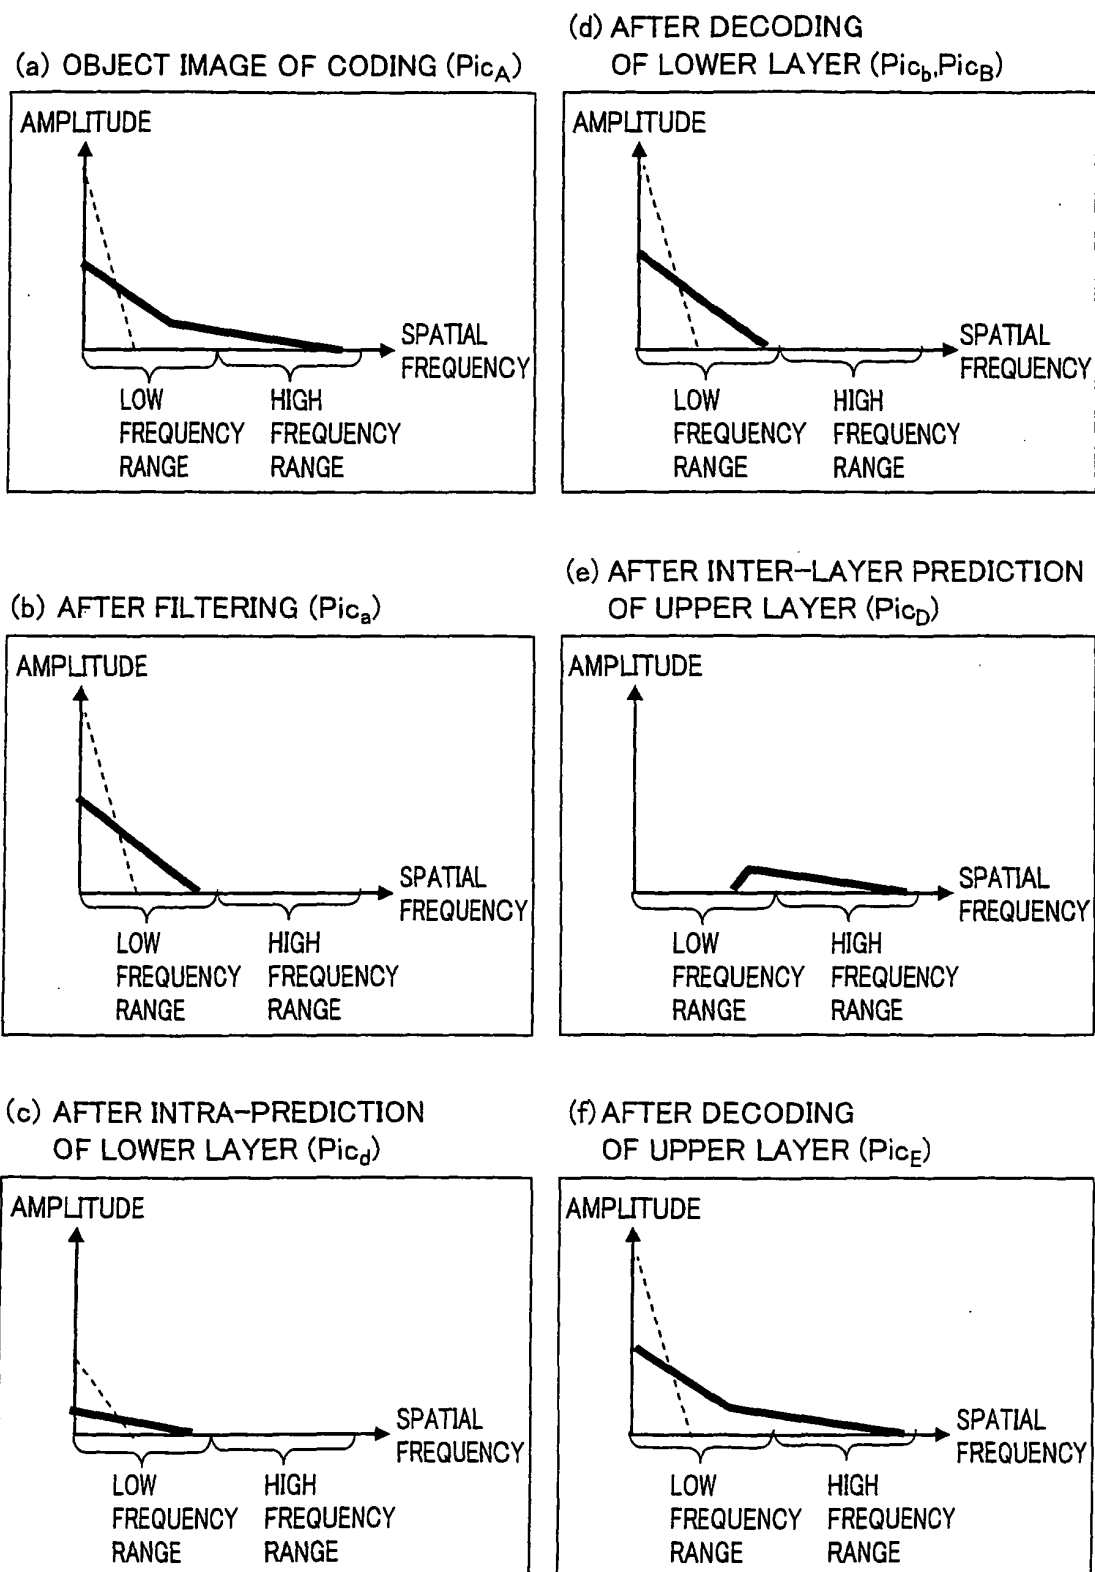 (a) OBJECT IMAGE OF CODING (PicA)
AMPLITUDE
SPATIAL
FREQUENCY
LOW
FREQUENCY
RANGE
HIGH
FREQUENCY
RANGE
(b) AFTER FILTERING (Pica)
AMPLITUDE
SPATIAL
FREQUENCY
LOW
FREQUENCY
RANGE
HIGH
FREQUENCY
RANGE
(c) AFTER INTRA-PREDICTION
OF LOWER LAYER (Picd)
AMPLITUDE
SPATIAL
FREQUENCY
LOW
FREQUENCY
RANGE
HIGH
FREQUENCY
RANGE
(d) AFTER DECODING
OF LOWER LAYER (Picb,PicB)
AMPLITUDE
SPATIAL
FREQUENCY
LOW
FREQUENCY
RANGE
HIGH
FREQUENCY
RANGE
(e) AFTER INTER-LAYER PREDICTION
OF UPPER LAYER (PicD)
AMPLITUDE
SPATIAL
FREQUENCY
LOW
FREQUENCY
RANGE
HIGH
FREQUENCY
RANGE
(f) AFTER DECODING
OF UPPER LAYER (PicE)
AMPLITUDE
SPATIAL
FREQUENCY
LOW
FREQUENCY
RANGE
HIGH
FREQUENCY
RANGE